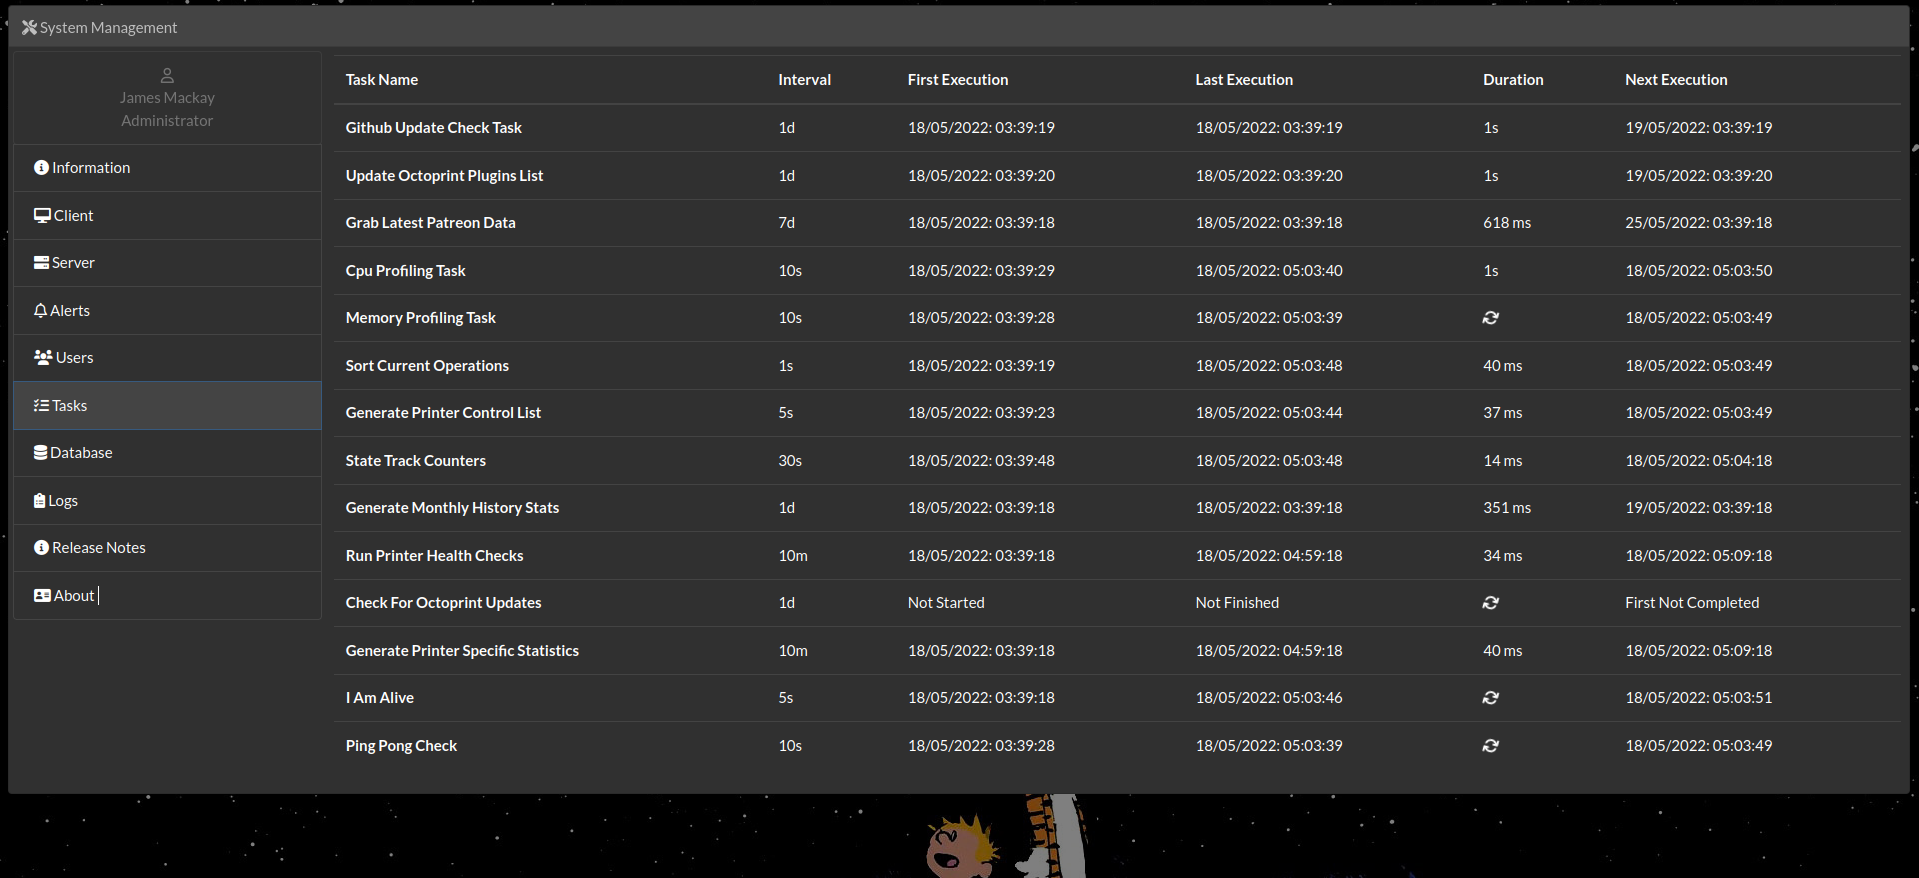 System Management
James Mackay
Administrator
Information
Client
Server
Alerts
Users
Tasks
Database
Logs
Release Notes
About
Task Name Interval First Execution Last Execution Duration Next Execution
Github Update Check Task 1d 18/05/2022: 03:39:19 18/05/2022: 03:39:19 1s 19/05/2022: 03:39:19
Update Octoprint Plugins List 1d 18/05/2022: 03:39:20 18/05/2022: 03:39:20 1s 19/05/2022: 03:39:20
Grab Latest Patreon Data 7d 18/05/2022: 03:39:18 18/05/2022: 03:39:18 618 ms 25/05/2022: 03:39:18
Cpu Profiling Task 10s 18/05/2022: 03:39:29 18/05/2022: 05:03:40 1s 18/05/2022: 05:03:50
Memory Profiling Task 10s 18/05/2022: 03:39:28 18/05/2022: 05:03:39 18/05/2022: 05:03:49
Sort Current Operations 1s 18/05/2022: 03:39:19 18/05/2022: 05:03:48 40 ms 18/05/2022: 05:03:49
Generate Printer Control List 5s 18/05/2022: 03:39:23 18/05/2022: 05:03:44 37 ms 18/05/2022: 05:03:49
State Track Counters 30s 18/05/2022: 03:39:48 18/05/2022: 05:03:48 14 ms 18/05/2022: 05:04:18
Generate Monthly History Stats 1d 18/05/2022: 03:39:18 18/05/2022: 03:39:18 351 ms 19/05/2022: 03:39:18
Run Printer Health Checks 10m 18/05/2022: 03:39:18 18/05/2022: 04:59:18 34 ms 18/05/2022: 05:09:18
Check For Octoprint Updates 1d Not Started Not Finished First Not Completed
Generate Printer Specific Statistics 10m 18/05/2022: 03:39:18 18/05/2022: 04:59:18 40 ms 18/05/2022: 05:09:18
I Am Alive 5s 18/05/2022: 03:39:18 18/05/2022: 05:03:46 18/05/2022: 05:03:51
Ping Pong Check 10s 18/05/2022: 03:39:28 18/05/2022: 05:03:39 18/05/2022: 05:03:49